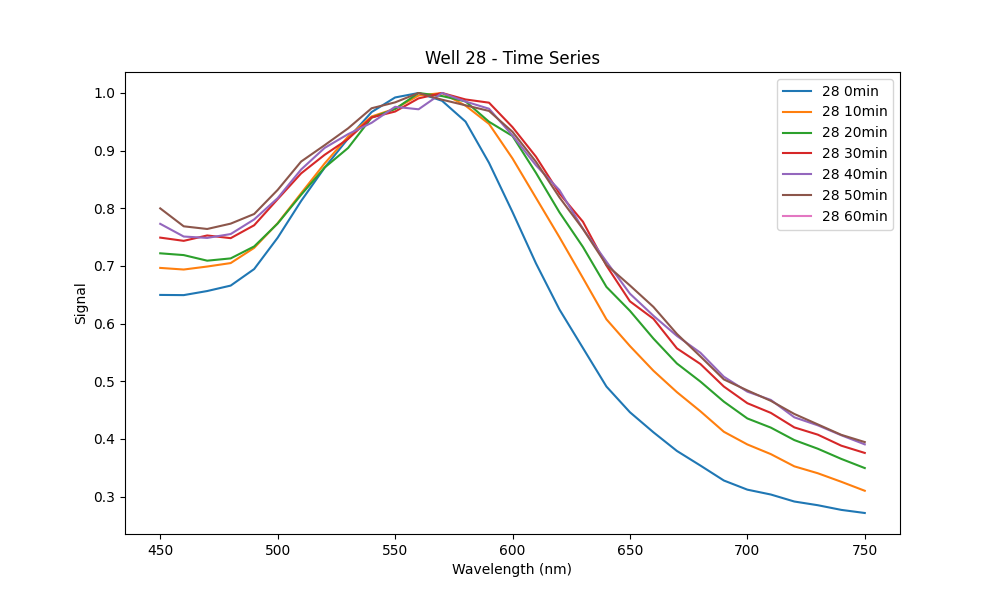 Well 28 - Time Series
1.0
0.9
0.8
0.7
0.6
0.5
0.4
0.3
Signal
450
500
550
600
650
700
750
Wavelength (nm)
28 0min
28 10min
28 20min
28 30min
28 40min
28 50min
28 60min